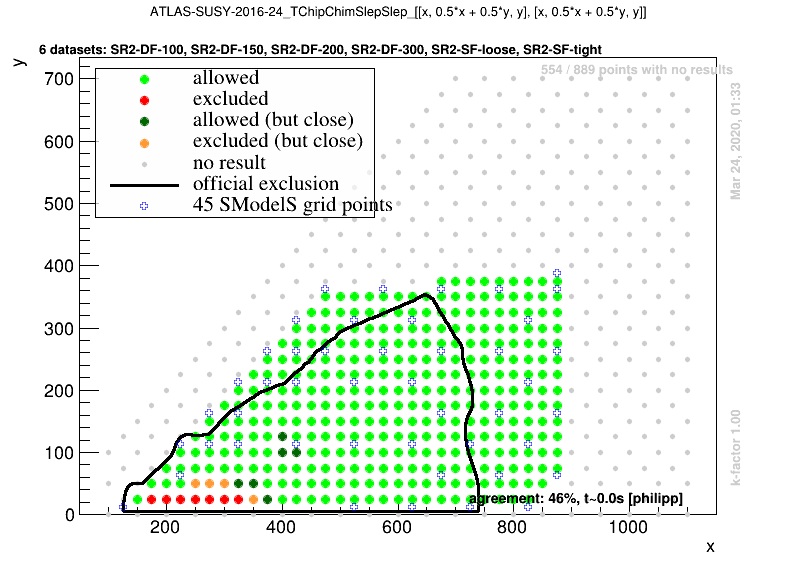 ATLAS-SUSY-2016-24_TChipChimSlepSlep_[[x, 0.5*x + 0.5*y, y], [x, 0.5*x + 0.5*y, y]]
6 datasets: SR2-DF-100, SR2-DF-150, SR2-DF-200, SR2-DF-300, SR2-SF-loose, SR2-SF-tight
y
554 / 889 points with no results
allowed
excluded
allowed (but close)
excluded (but close)
no result
official exclusion
45 SModelS grid points
700
600
500
400
300
200
100
0
Mar 24, 2020, 01:33
k-factor 1.00
agreement: 46%, t~0.0s [philipp]
200 400 600 800 1000
x